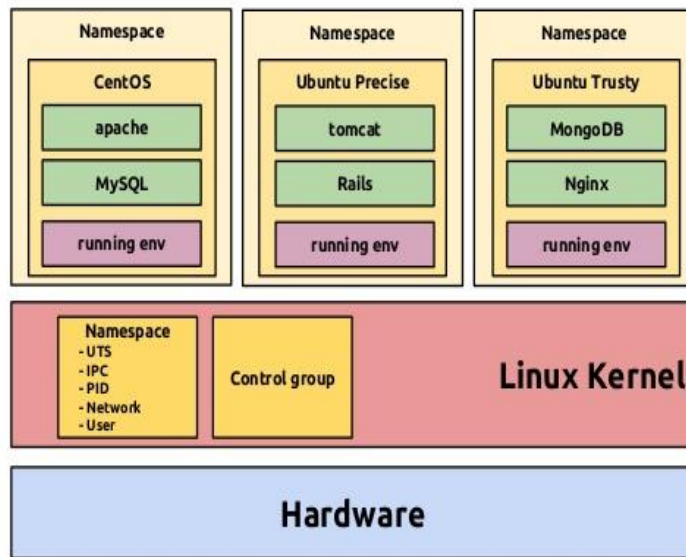 Namespace
CentOS
apache
MySQL
running env
Namespace
Ubuntu Precise
tomcat
Rails
running env
Namespace
Ubuntu Trusty
MongoDB
Nginx
running env
Namespace
- UTS
- IPC
- PID
- Network
- User
Control group
Linux Kernel
Hardware